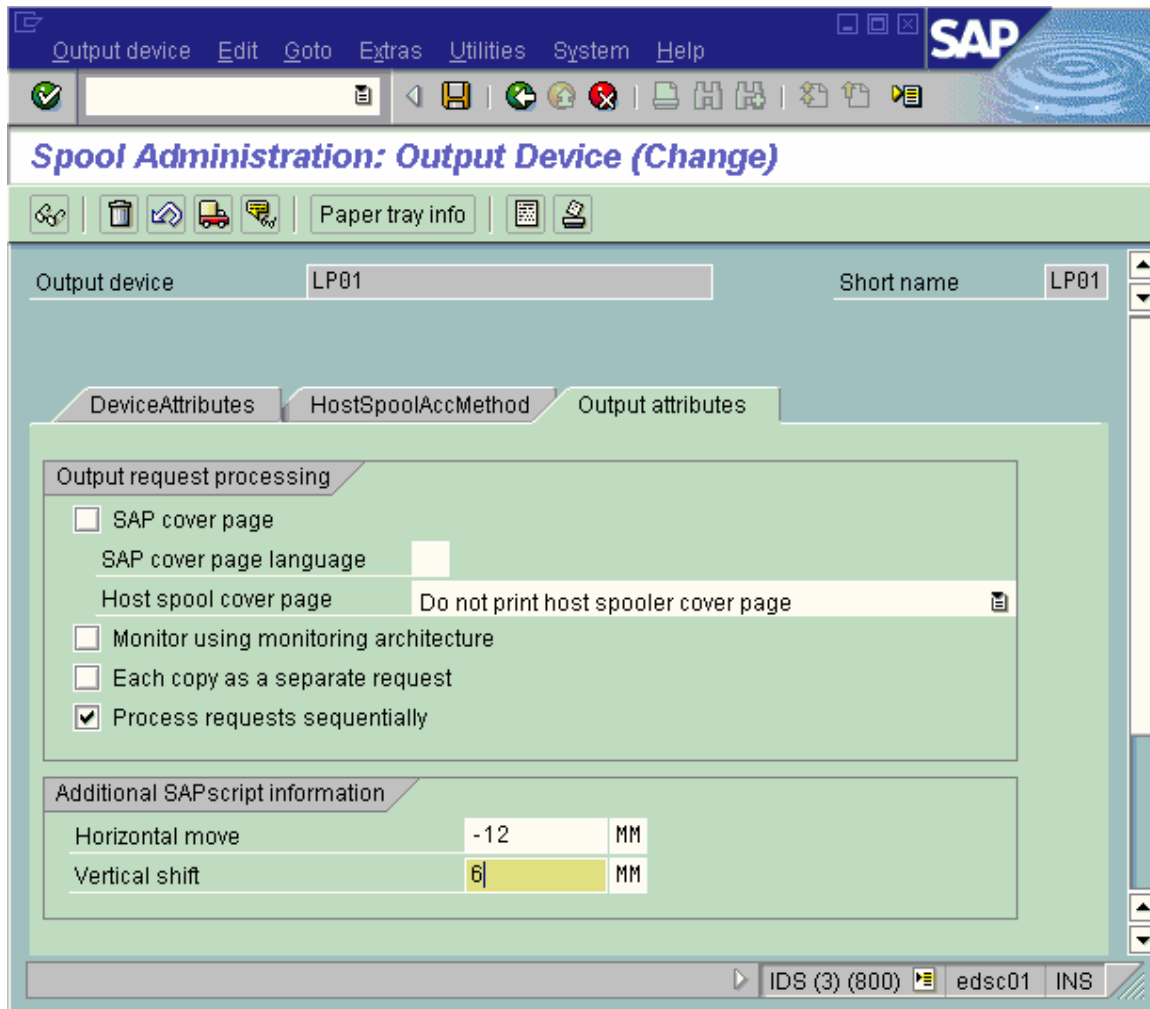 Output device Edit Goto Extras Utilities System Help
SAP
Spool Administration: Output Device (Change)
Paper tray info
Output device LP01 Short name LP01
DeviceAttributes HostSpoolAccMethod Output attributes
Output request processing
SAP cover page
SAP cover page language
Host spool cover page Do not print host spooler cover page
Monitor using monitoring architecture
Each copy as a separate request
Process requests sequentially
Additional SAPscript information
Horizontal move -12 MM
Vertical shift 6 MM
IDS (3) (800) edsc01 INS